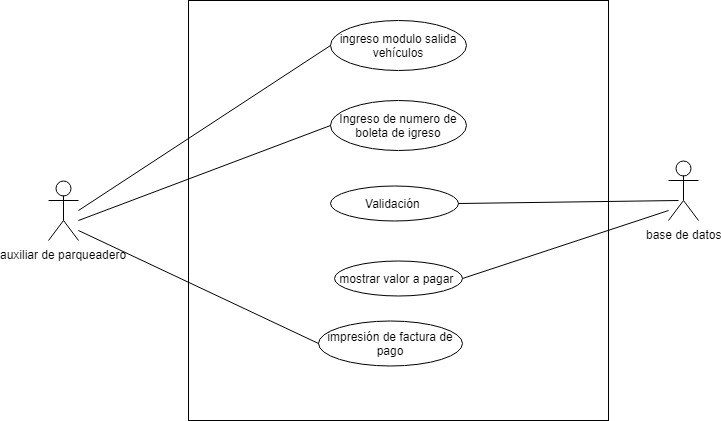 ingreso modulo salida
vehículos
Ingreso de numero de
boleta de igreso
Validación
base de datos
auxiliar de parqueadero
mostrar valor a pagar
impresión de factura de
pago